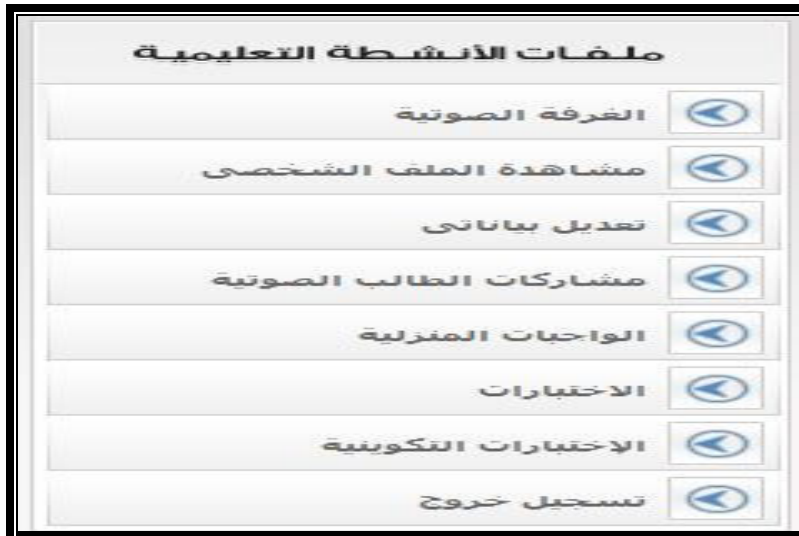 ملفات الأنشطة التعليمية
الغرفة الصوتية
مشاهدة الملف الشخصى
تعديل بياناتى
مشاركات الطالب الصوتية
الواجبات المنزلية
الاختبارات
الإختبارات التكوينية
تسجيل خروج